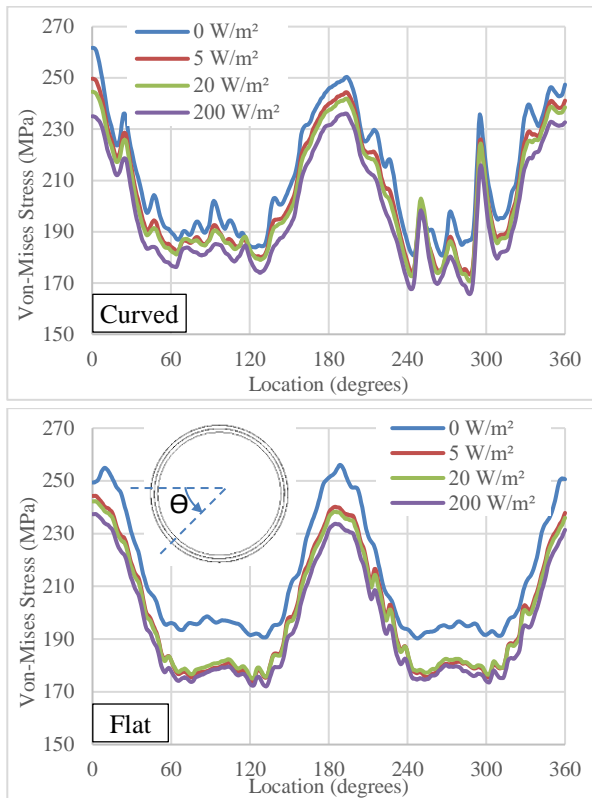 270
250
230
210
190
170
150
Von-Mises Stress (MPa)
0 W/m²
5 W/m²
20 W/m²
200 W/m²
Curved
0 60 120 180 240 300 360
Location (degrees)
270
250
230
210
190
170
150
Von-Mises Stress (MPa)
0 W/m²
5 W/m²
20 W/m²
200 W/m²
Θ
Flat
0 60 120 180 240 300 360
Location (degrees)